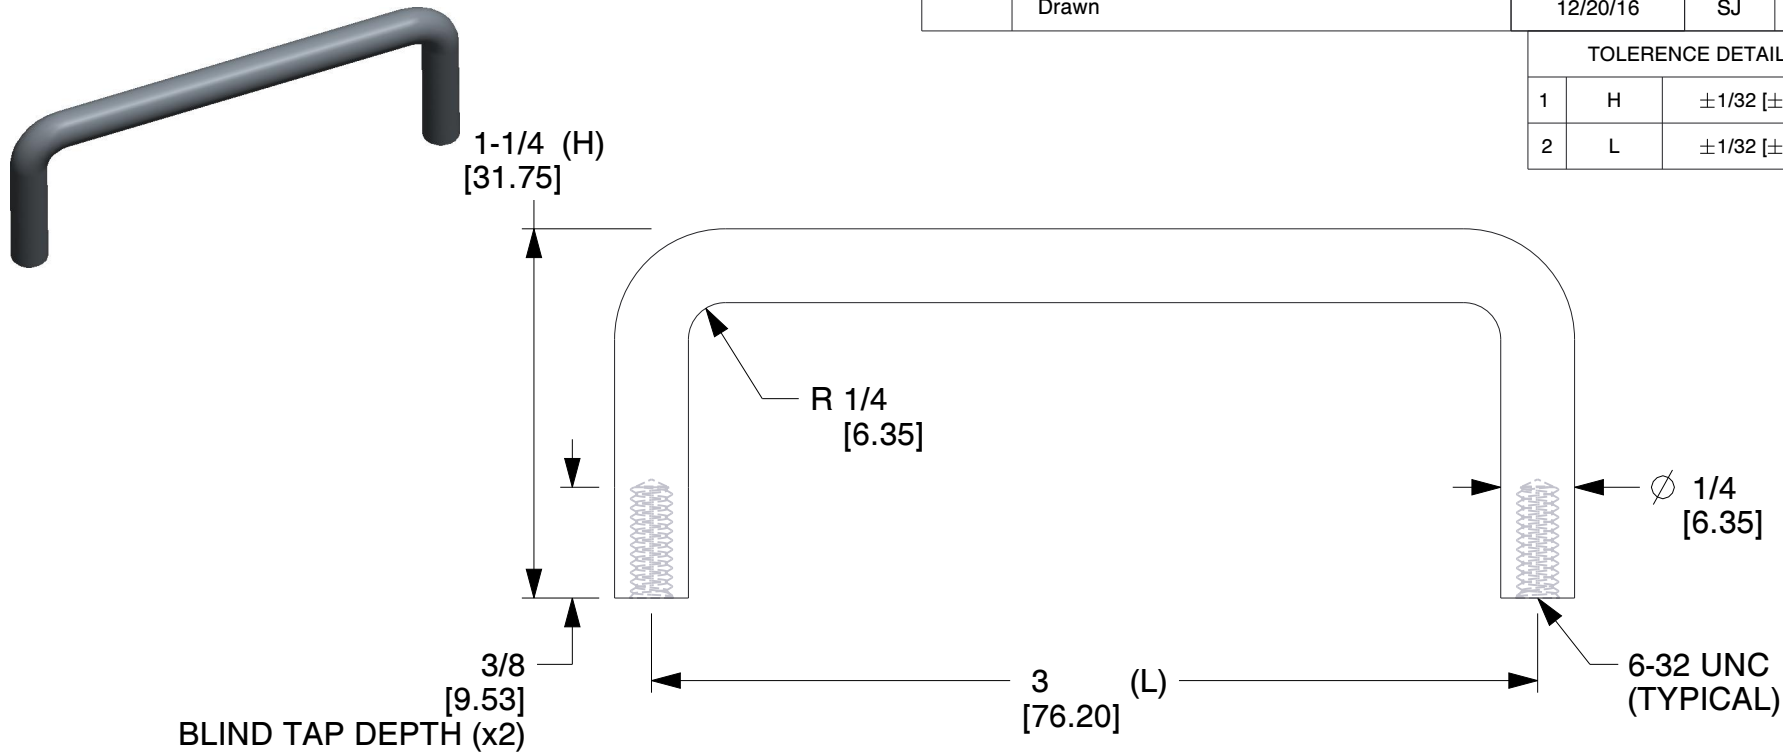 Drawn 12/20/16 SJ
TOLERENCE DETAIL
1 H ±1/32 [±
2 L ±1/32 [±
1-1/4 (H)
[31.75]
R 1/4
[6.35]
Ø 1/4
[6.35]
3/8
[9.53]
BLIND TAP DEPTH (x2)
3 (L)
[76.20]
6-32 UNC
(TYPICAL)